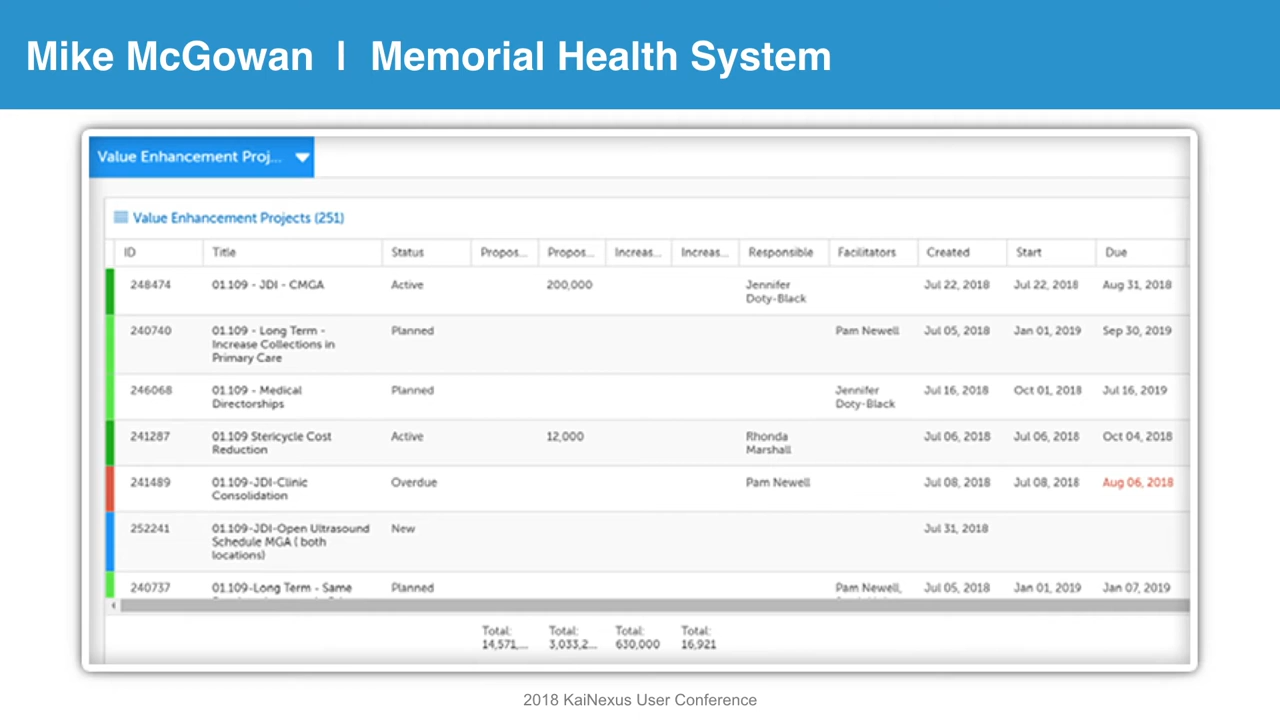 Mike McGowan | Memorial Health System
Value Enhancement Proj...
Value Enhancement Projects (251)
ID Title Status Propos... Propos... Increas... Increas... Responsible Facilitators Created Start Due
248474 01.109 - JDI - CMGA Active 200,000 Jennifer Doty-Black Jul 22, 2018 Jul 22, 2018 Aug 31, 2018
240740 01.109 - Long Term - Increase Collections in Primary Care Planned Pam Newell Jul 05, 2018 Jan 01, 2019 Sep 30, 2019
246068 01.109 - Medical Directorships Planned Jennifer Doty-Black Jul 16, 2018 Oct 01, 2018 Jul 16, 2019
241287 01.109 Stericycle Cost Reduction Active 12,000 Rhonda Marshall Jul 06, 2018 Jul 06, 2018 Oct 04, 2018
241489 01.109-JDI-Clinic Consolidation Overdue Pam Newell Jul 08, 2018 Jul 08, 2018 Aug 06, 2018
252241 01.109-JDI-Open Ultrasound Schedule MGA ( both locations) New Jul 31, 2018
240737 01.109-Long Term - Same Planned Pam Newell, Jul 05, 2018 Jan 01, 2019 Jan 07, 2019
Total: Total: Total: Total:
14,571,... 3,033,2... 630,000 16,921
2018 KaiNexus User Conference